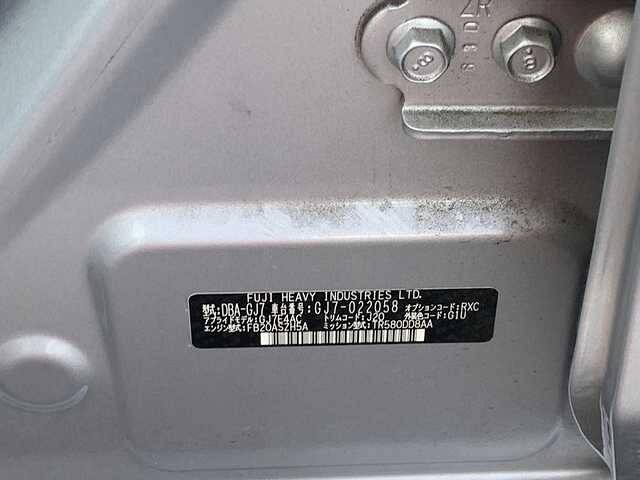 ZR
FUJI HEAVY INDUSTRIES LTD.
型式:DBA-GJ7 車台番号:GJ7-022058 オプションコード:RXC
アプライドモデル:GJ7E4AC トリムコード:J20 外装色コード:G1U
エンジン型式:FB20ASZH5A ミッション型式:TR580DD8AA